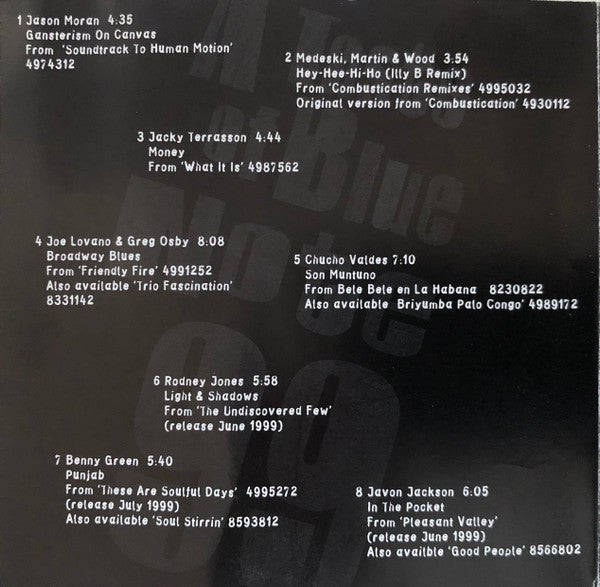 1 Jason Moran 4:35
Gansterism On Canvas
From 'Soundtrack To Human Motion'
4974312
2 Medeski, Martin & Wood 3:54
Hey-Hee-Hi-Ho (Illy B Remix)
From 'Combustication Remixes' 4995032
Original version from 'Combustication' 4930112
3 Jacky Terrasson 4:44
Money
From 'What It Is' 4987562
4 Joe Lovano & Greg Osby 8:08
Broadway Blues
From 'Friendly Fire' 4991252
Also available 'Trio Fascination'
8331142
5 Chucho Valdes 7:10
Son Muntuno
From Bele Bele en La Habana 8230822
Also available Briyumba Palo Congo' 4989172
6 Rodney Jones 5:58
Light & Shadows
From 'The Undiscovered Few'
(release June 1999)
7 Benny Green 5:40
Punjab
From 'These Are Soulful Days' 4995272
(release July 1999)
Also available 'Soul Stirrin' 8593812
8 Javon Jackson 6:05
In The Pocket
From 'Pleasant Valley'
(release June 1999)
Also availble 'Good People' 8566802
A Taste
of Blue
Note
99